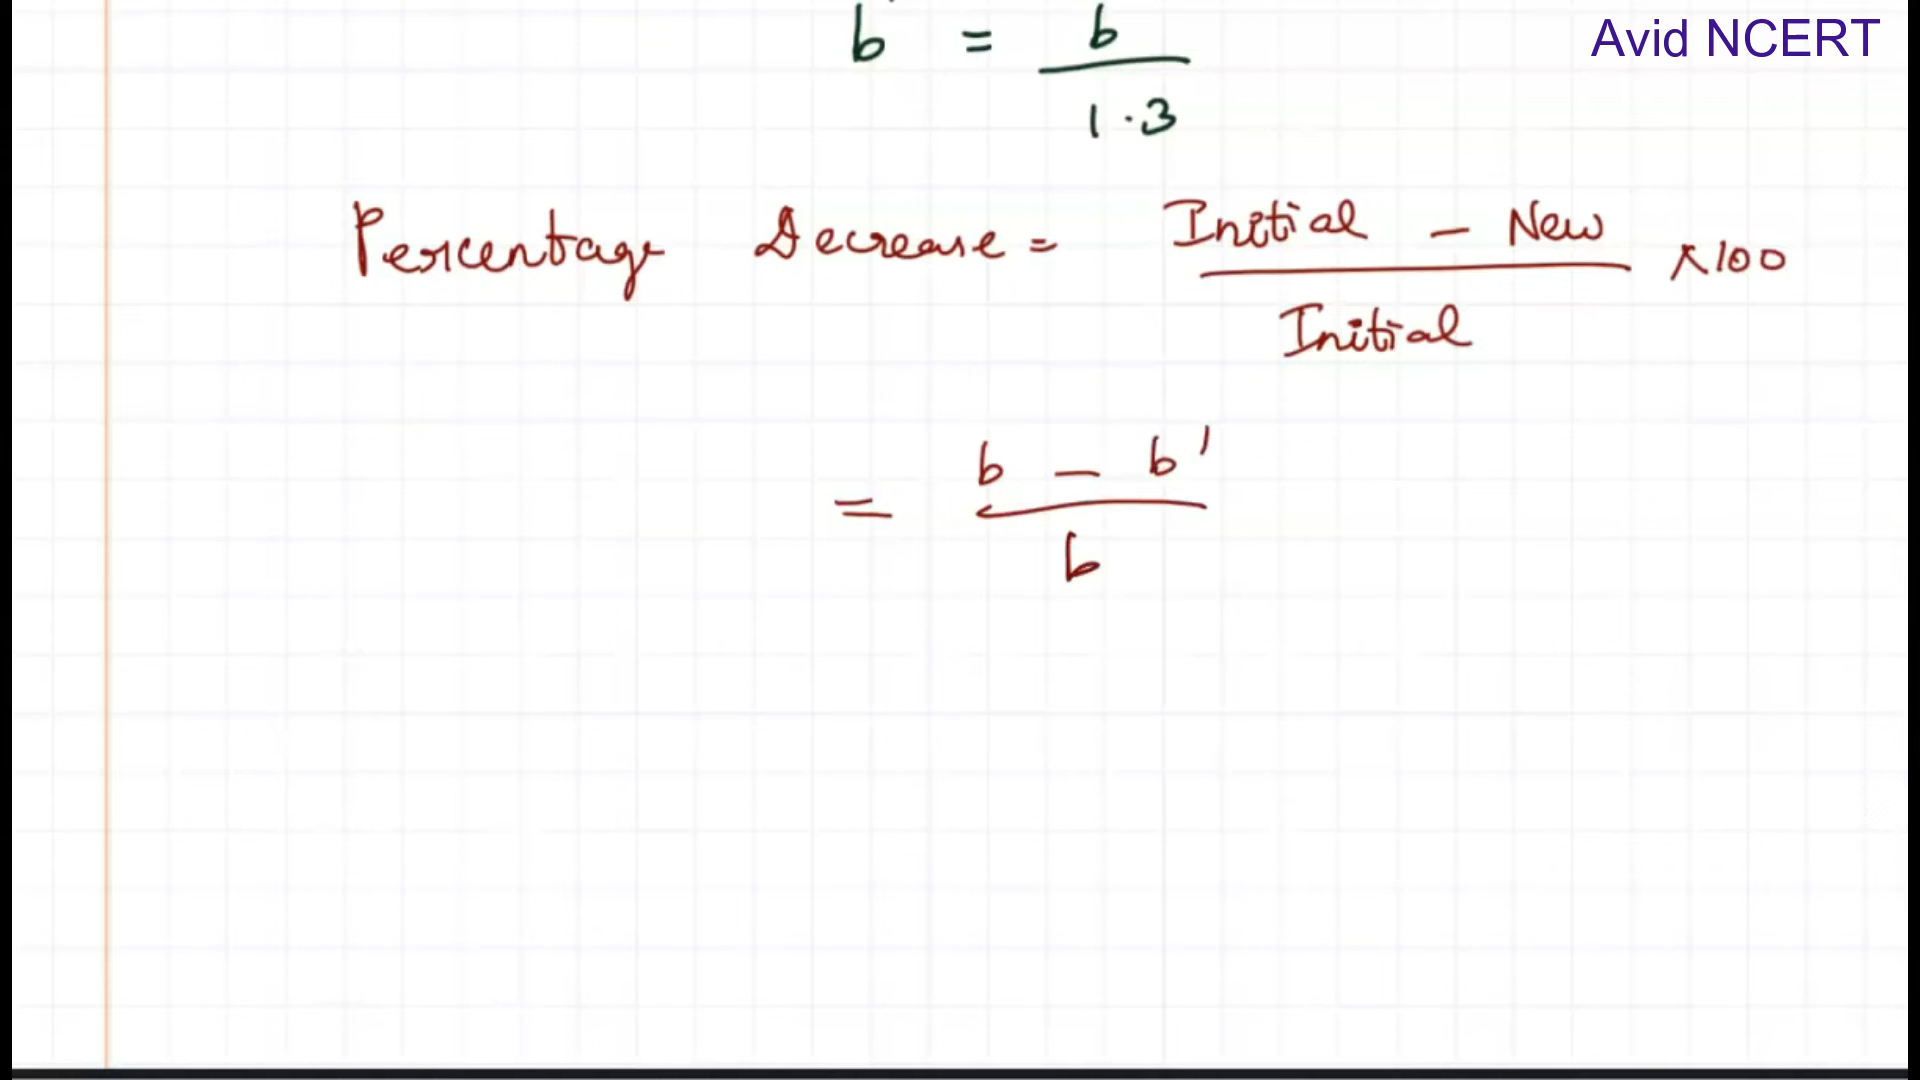 Avid NCERT
b' = b
1.3
Percentage Decrease = Initial - New × 100
Initial
= b - b'
b